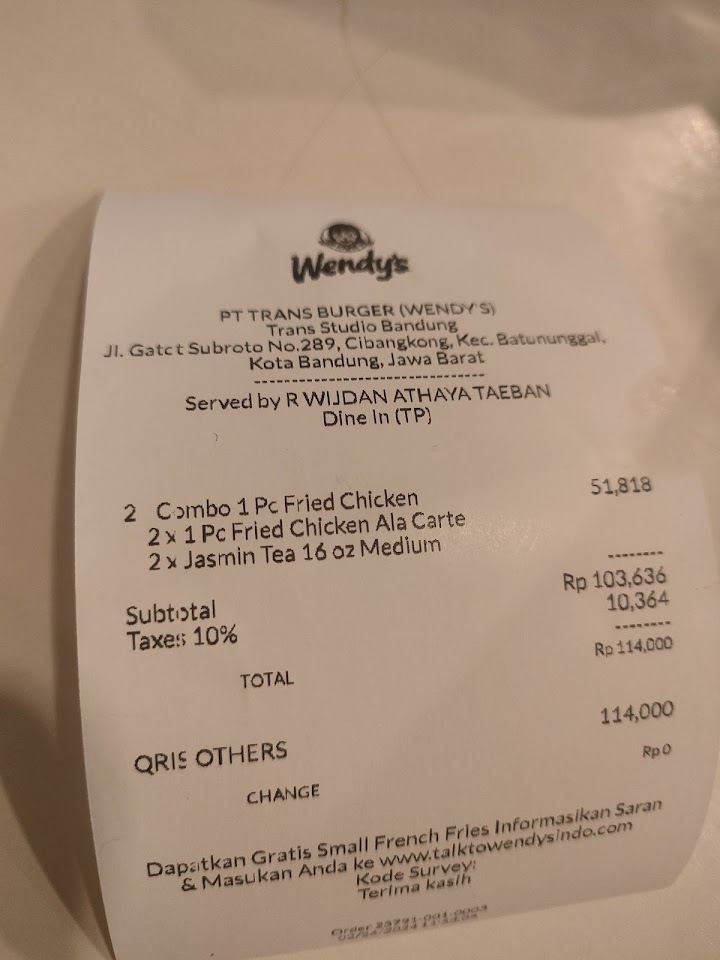 Wendy's
PT TRANS BURGER (WENDY'S)
Trans Studio Bandung
Jl. Gatot Subroto No.289, Cibangkong, Kec. Batununggal,
Kota Bandung, Jawa Barat
--------------------------------
Served by R WIJDAN ATHAYA TAEBAN
Dine In (TP)
2 Combo 1 Pc Fried Chicken 51,818
2 x 1 Pc Fried Chicken Ala Carte
2 x Jasmin Tea 16 oz Medium
--------
Subtotal Rp 103,636
Taxes 10% 10,364
--------
TOTAL Rp 114,000
QRIS OTHERS 114,000
CHANGE Rp 0
Dapatkan Gratis Small French Fries Informasikan Saran
& Masukan Anda ke www.talktowendysindo.com
Kode Survey:
Terima kasih
Order